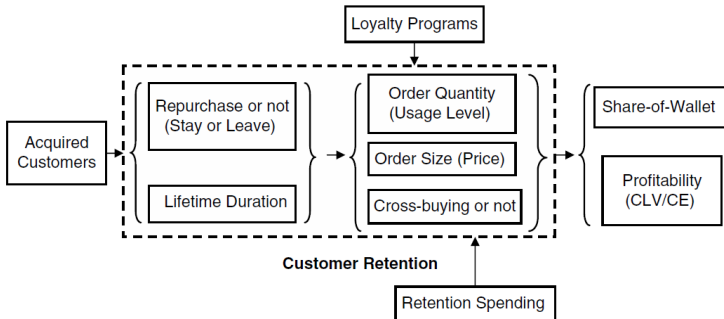 Loyalty Programs
Acquired
Customers
Repurchase or not
(Stay or Leave)
Lifetime Duration
Order Quantity
(Usage Level)
Order Size (Price)
Cross-buying or not
Share-of-Wallet
Profitability
(CLV/CE)
Customer Retention
Retention Spending